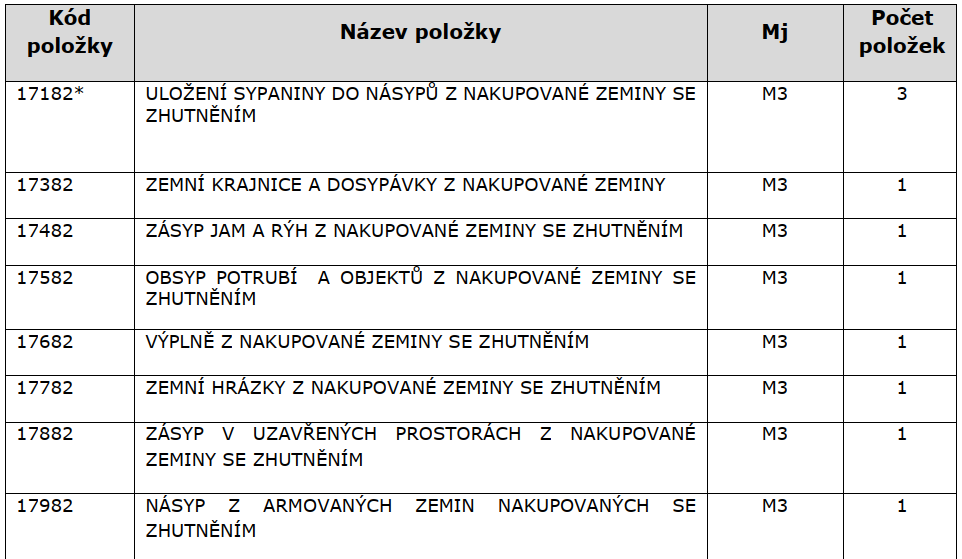 Kód položky Název položky Mj Počet položek
17182* ULOŽENÍ SYPANINY DO NÁSYPŮ Z NAKUPOVANÉ ZEMINY SE M3 3
ZHUTNĚNÍM
17382 ZEMNÍ KRAJNICE A DOSYPÁVKY Z NAKUPOVANÉ ZEMINY M3 1
17482 ZÁSYP JAM A RÝH Z NAKUPOVANÉ ZEMINY SE ZHUTNĚNÍM M3 1
17582 OBSYP POTRUBÍ A OBJEKTŮ Z NAKUPOVANÉ ZEMINY SE M3 1
ZHUTNĚNÍM
17682 VÝPLNĚ Z NAKUPOVANÉ ZEMINY SE ZHUTNĚNÍM M3 1
17782 ZEMNÍ HRÁZKY Z NAKUPOVANÉ ZEMINY SE ZHUTNĚNÍM M3 1
17882 ZÁSYP V UZAVŘENÝCH PROSTORÁCH Z NAKUPOVANÉ M3 1
ZEMINY SE ZHUTNĚNÍM
17982 NÁSYP Z ARMOVANÝCH ZEMIN NAKUPOVANÝCH SE M3 1
ZHUTNĚNÍM